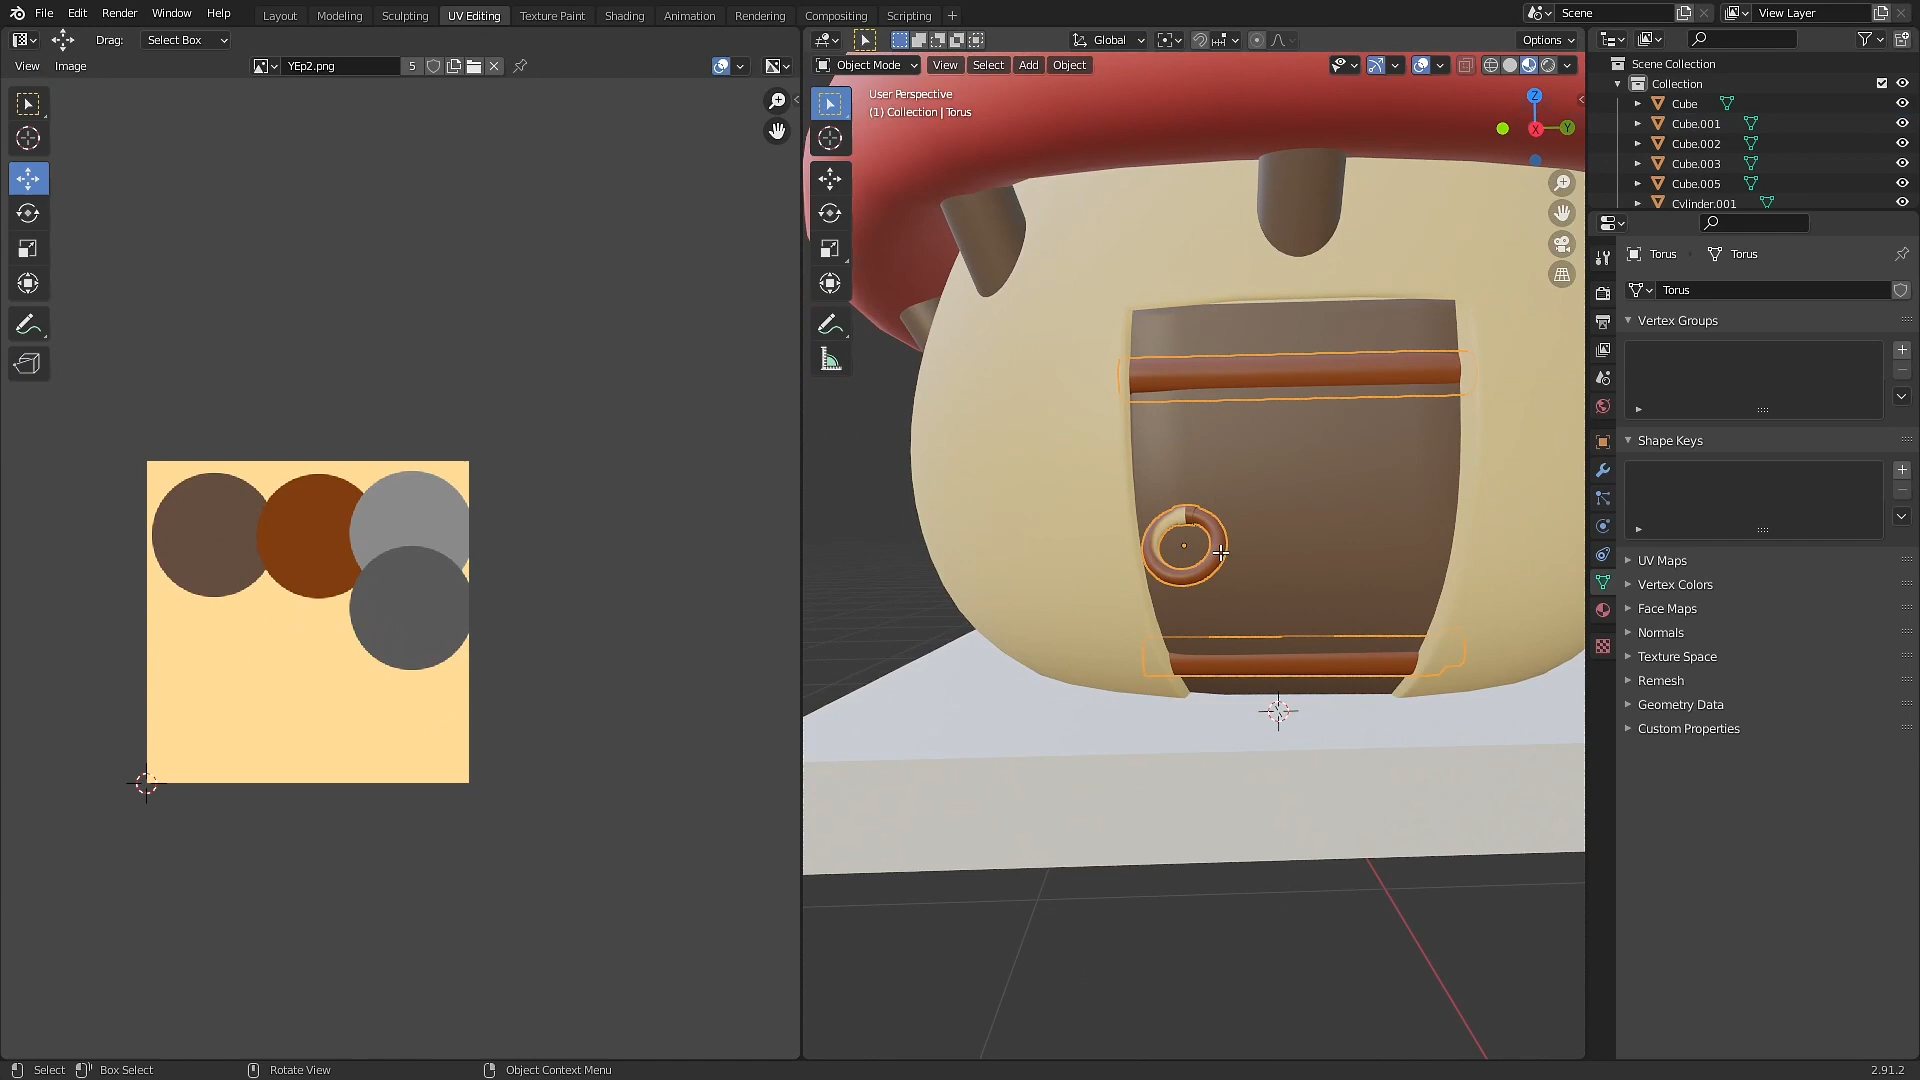 File Edit Render Window Help Layout Modeling Sculpting UV Editing Texture Paint Shading Animation Rendering Compositing Scripting + Scene View Layer
Drag: Select Box Global Options
View Image YEp2.png 5 Object Mode View Select Add Object
User Perspective
(1) Collection | Torus
Z
X Y
Scene Collection
Collection
Cube
Cube.001
Cube.002
Cube.003
Cube.005
Cylinder.001
Torus Torus
Torus
Vertex Groups
Shape Keys
UV Maps
Vertex Colors
Face Maps
Normals
Texture Space
Remesh
Geometry Data
Custom Properties
Select Box Select Rotate View Object Context Menu 2.91.2